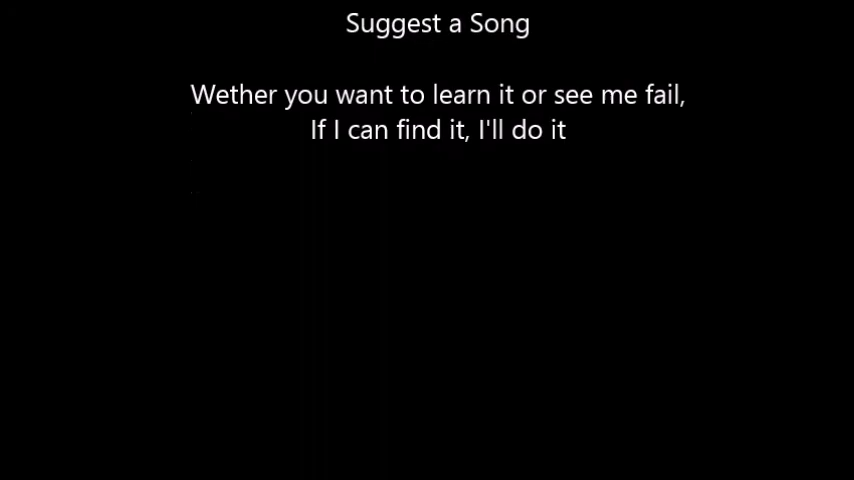 Suggest a Song
Wether you want to learn it or see me fail,
If I can find it, I'll do it